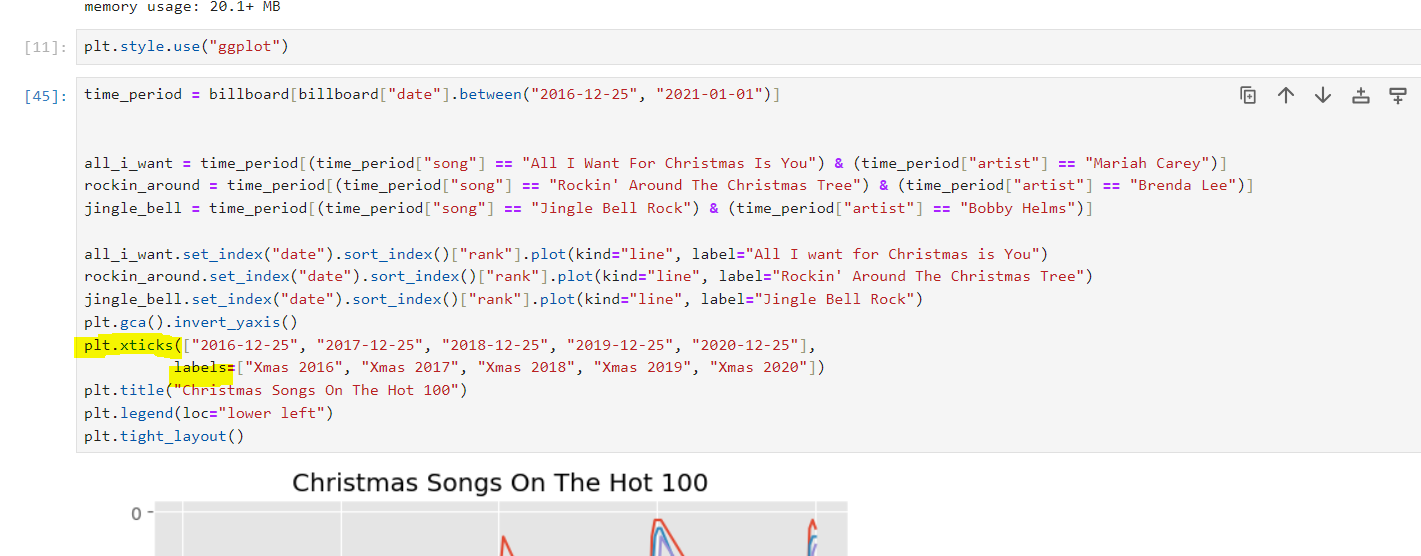 memory usage: 20.1+ MB
[11]: plt.style.use("ggplot")
[45]: time_period = billboard[billboard["date"].between("2016-12-25", "2021-01-01")]
all_i_want = time_period[(time_period["song"] == "All I Want For Christmas Is You") & (time_period["artist"] == "Mariah Carey")]
rockin_around = time_period[(time_period["song"] == "Rockin' Around The Christmas Tree") & (time_period["artist"] == "Brenda Lee")]
jingle_bell = time_period[(time_period["song"] == "Jingle Bell Rock") & (time_period["artist"] == "Bobby Helms")]
all_i_want.set_index("date").sort_index()["rank"].plot(kind="line", label="All I want for Christmas is You")
rockin_around.set_index("date").sort_index()["rank"].plot(kind="line", label="Rockin' Around The Christmas Tree")
jingle_bell.set_index("date").sort_index()["rank"].plot(kind="line", label="Jingle Bell Rock")
plt.gca().invert_yaxis()
plt.xticks(["2016-12-25", "2017-12-25", "2018-12-25", "2019-12-25", "2020-12-25"],
labels=["Xmas 2016", "Xmas 2017", "Xmas 2018", "Xmas 2019", "Xmas 2020"])
plt.title("Christmas Songs On The Hot 100")
plt.legend(loc="lower left")
plt.tight_layout()
Christmas Songs On The Hot 100
0